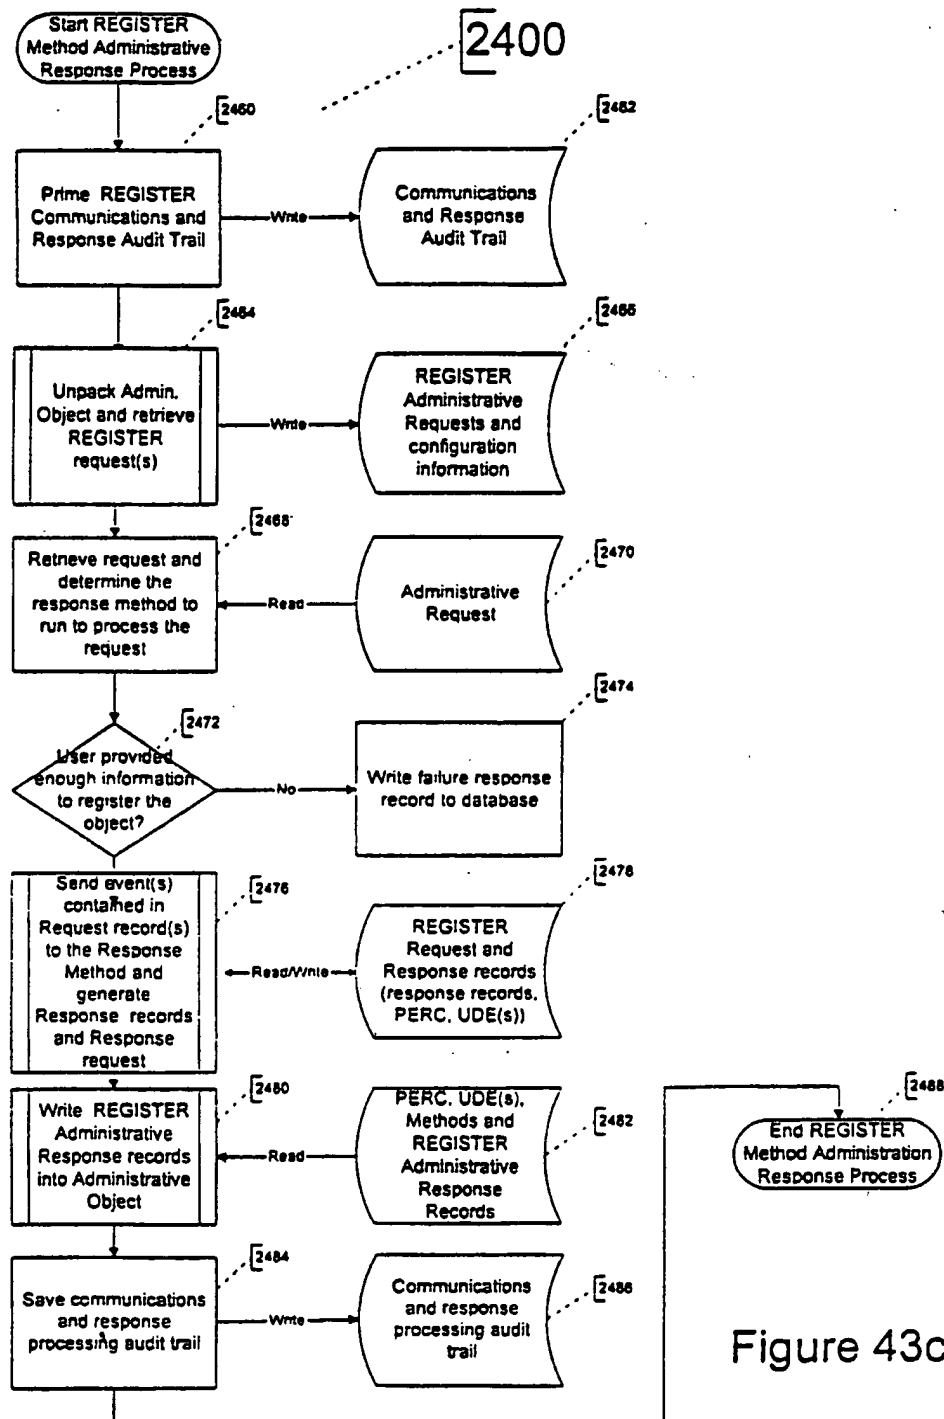 Start REGISTER
Method Administrative
Response Process
2400
2460
2462
Prime REGISTER
Communications and
Response Audit Trail
Write
Communications
and Response
Audit Trail
2464
2466
Unpack Admin.
Object and retrieve
REGISTER
request(s)
Write
REGISTER
Administrative
Requests and
configuration
information
2468
2470
Retrieve request and
determine the
response method to
run to process the
request
Read
Administrative
Request
2472
2474
User provided
enough information
to register the
object?
No
Write failure response
record to database
2476
2478
Send event(s)
contained in
Request record(s)
to the Response
Method and
generate
Response records
and Response
request
Read/Write
REGISTER
Request and
Response records
(response records,
PERC, UDE(s))
2480
2482
Write REGISTER
Administrative
Response records
into Administrative
Object
Read
PERC, UDE(s),
Methods and
REGISTER
Administrative
Response
Records
2488
End REGISTER
Method Administration
Response Process
2484
2486
Save communications
and response
processing audit trail
Write
Communications
and response
processing audit
trail
Figure 43c